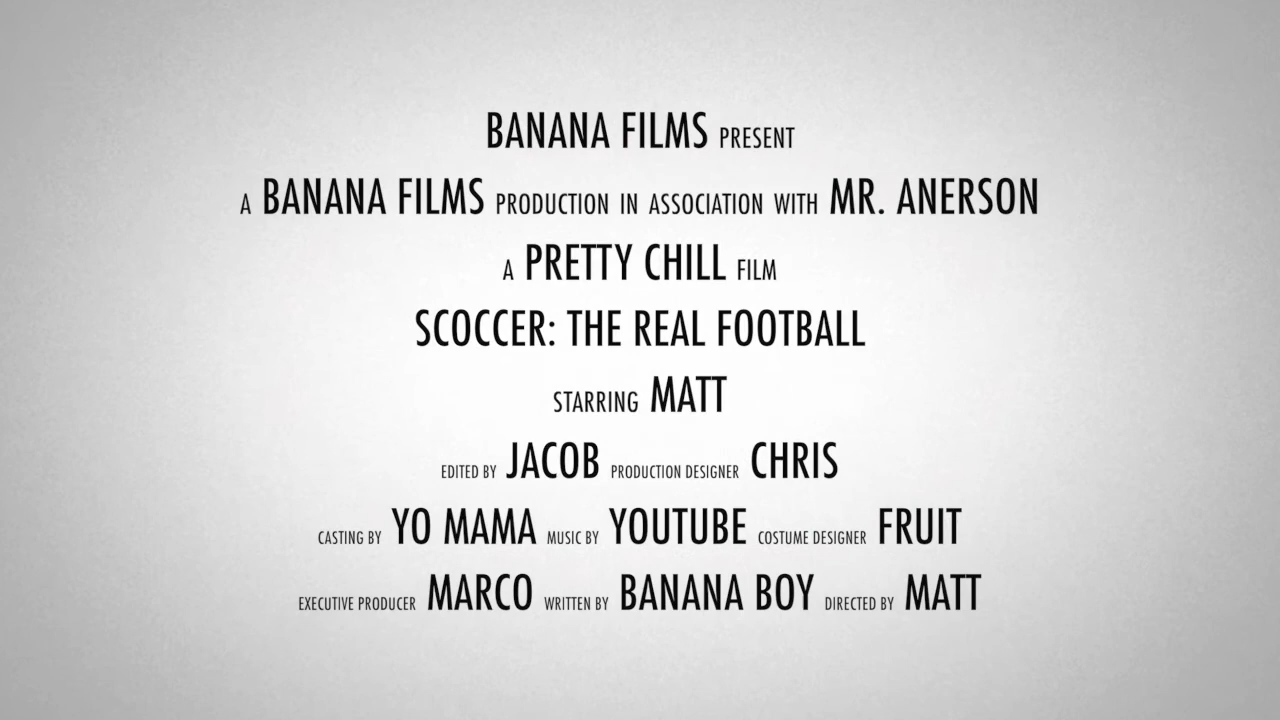 BANANA FILMS PRESENT
A BANANA FILMS PRODUCTION IN ASSOCIATION WITH MR. ANERSON
A PRETTY CHILL FILM
SCOCCER: THE REAL FOOTBALL
STARRING MATT
EDITED BY JACOB PRODUCTION DESIGNER CHRIS
CASTING BY YO MAMA MUSIC BY YOUTUBE COSTUME DESIGNER FRUIT
EXECUTIVE PRODUCER MARCO WRITTEN BY BANANA BOY DIRECTED BY MATT